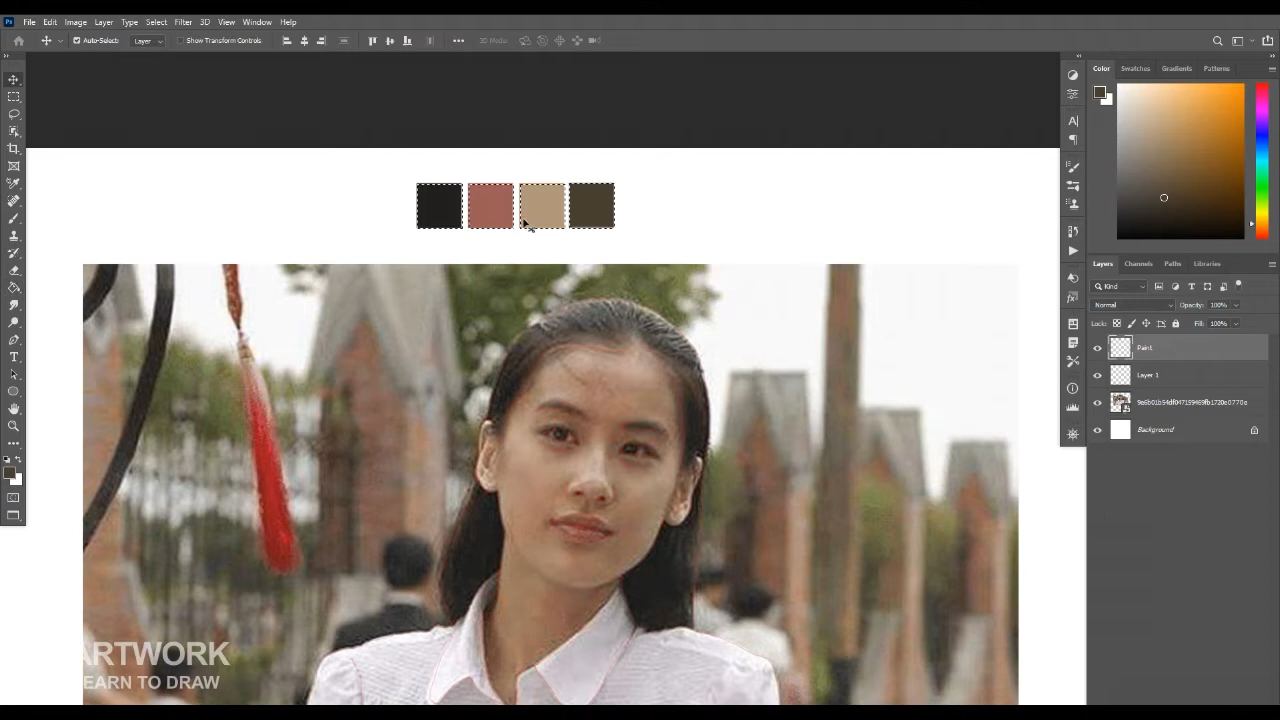 Ps File Edit Image Layer Type Select Filter 3D View Window Help
Auto-Select: Layer Show Transform Controls 3D Mode:
Color Swatches Gradients Patterns
Layers Channels Paths Libraries
Kind
Normal Opacity: 100%
Lock: Fill: 100%
Paint
Layer 1
Background
ARTWORK
EARN TO DRAW